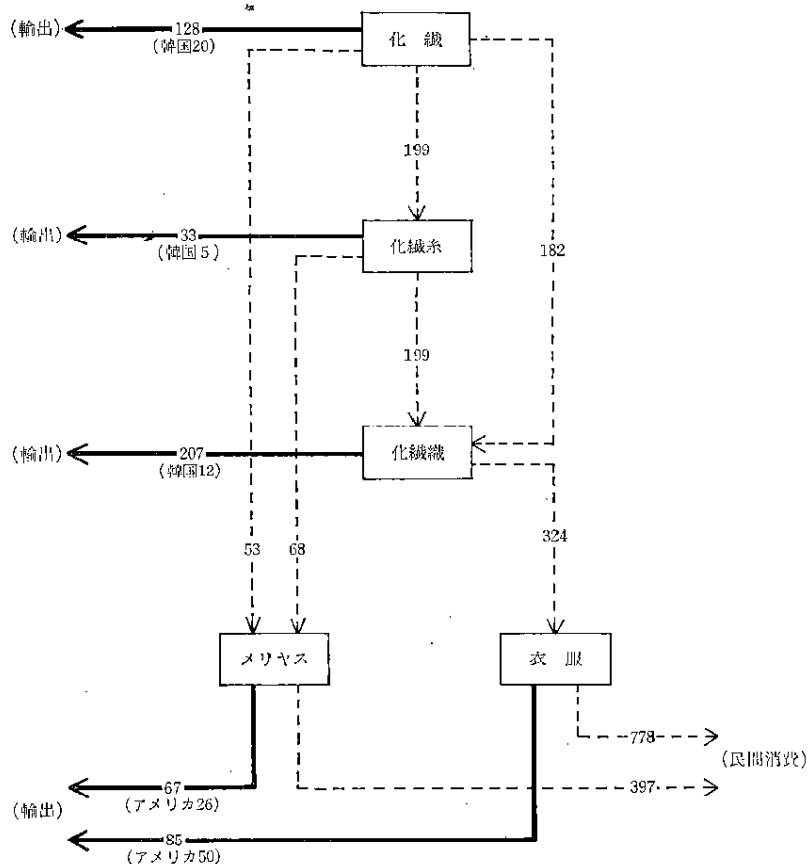 (輸出)
128
(韓国20)
化 繊
199
(輸出)
33
(韓国5)
化繊糸
182
199
(輸出)
207
(韓国12)
化繊織
324
53
68
メリヤス
衣 服
778
(民間消費)
397
(輸出)
67
(アメリカ26)
85
(アメリカ50)